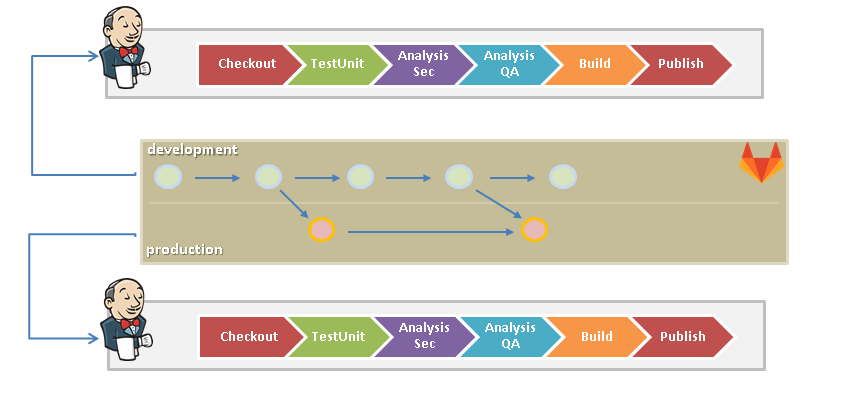 Checkout
TestUnit
Analysis
Sec
Analysis
QA
Build
Publish
development
production
Checkout
TestUnit
Analysis
Sec
Analysis
QA
Build
Publish